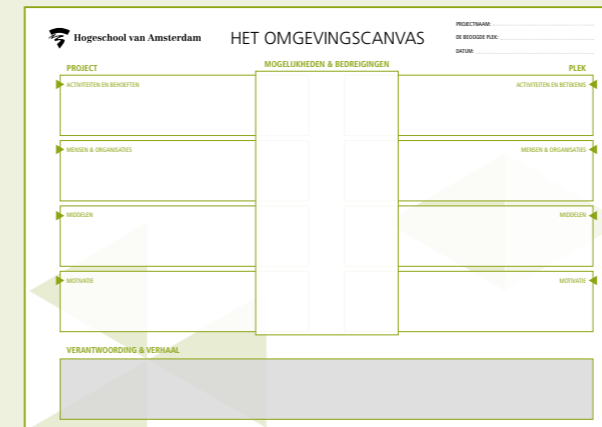 Hogeschool van Amsterdam
HET OMGEVINGSCANVAS
PROJECTNAAM:
DE BEOOGDE PLEK:
DATUM:
PROJECT
MOGELIJKHEDEN & BEDREIGINGEN
PLEK
ACTIVITEITEN EN BEHOEFTEN
ACTIVITEITEN EN BETEKENIS
MENSEN & ORGANISATIES
MENSEN & ORGANISATIES
MIDDELEN
MIDDELEN
MOTIVATIE
MOTIVATIE
VERANTWOORDING & VERHAAL